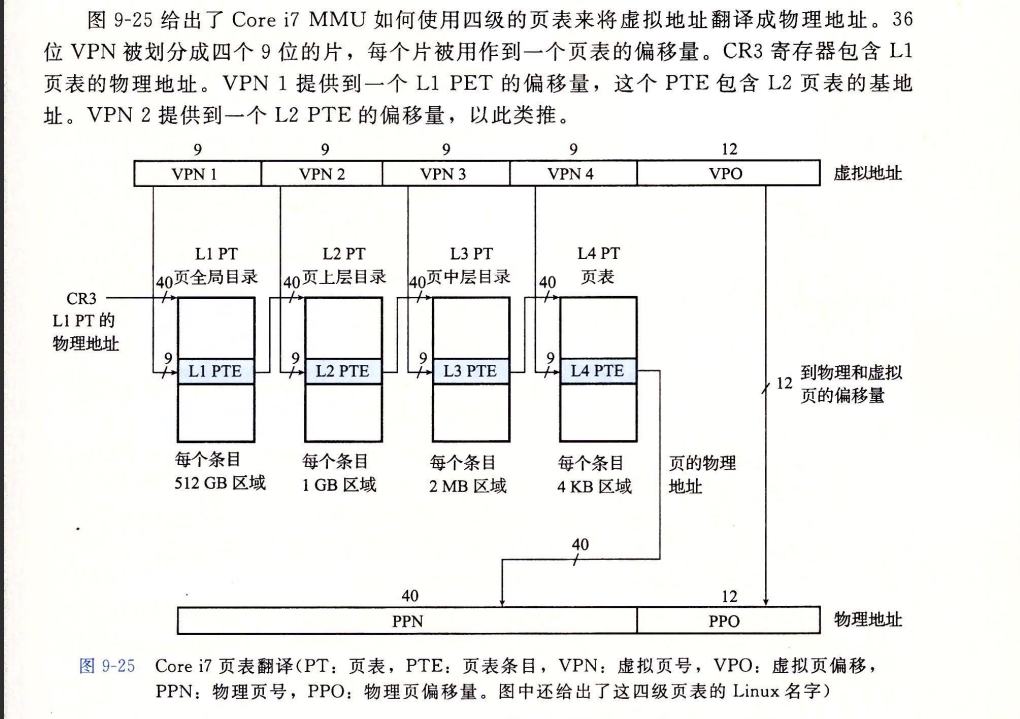 图 9-25 给出了 Core i7 MMU 如何使用四级的页表来将虚拟地址翻译成物理地址。36
位 VPN 被划分成四个 9 位的片，每个片被用作到一个页表的偏移量。CR3 寄存器包含 L1
页表的物理地址。VPN 1 提供到一个 L1 PET 的偏移量，这个 PTE 包含 L2 页表的基地
址。VPN 2 提供到一个 L2 PTE 的偏移量，以此类推。
9 9 9 9 12
VPN 1 VPN 2 VPN 3 VPN 4 VPO 虚拟地址
L1 PT L2 PT L3 PT L4 PT
页全局目录 页上层目录 页中层目录 页表
40 40 40 40
CR3
L1 PT 的
物理地址
9 9 9 9
L1 PTE L2 PTE L3 PTE L4 PTE
12 到物理和虚拟
页的偏移量
每个条目 每个条目 每个条目 每个条目 页的物理
512 GB 区域 1 GB 区域 2 MB 区域 4 KB 区域 地址
40
40 12
PPN PPO 物理地址
图 9-25 Core i7 页表翻译(PT：页表，PTE：页表条目，VPN：虚拟页号，VPO：虚拟页偏移，
PPN：物理页号，PPO：物理页偏移量。图中还给出了这四级页表的 Linux 名字)